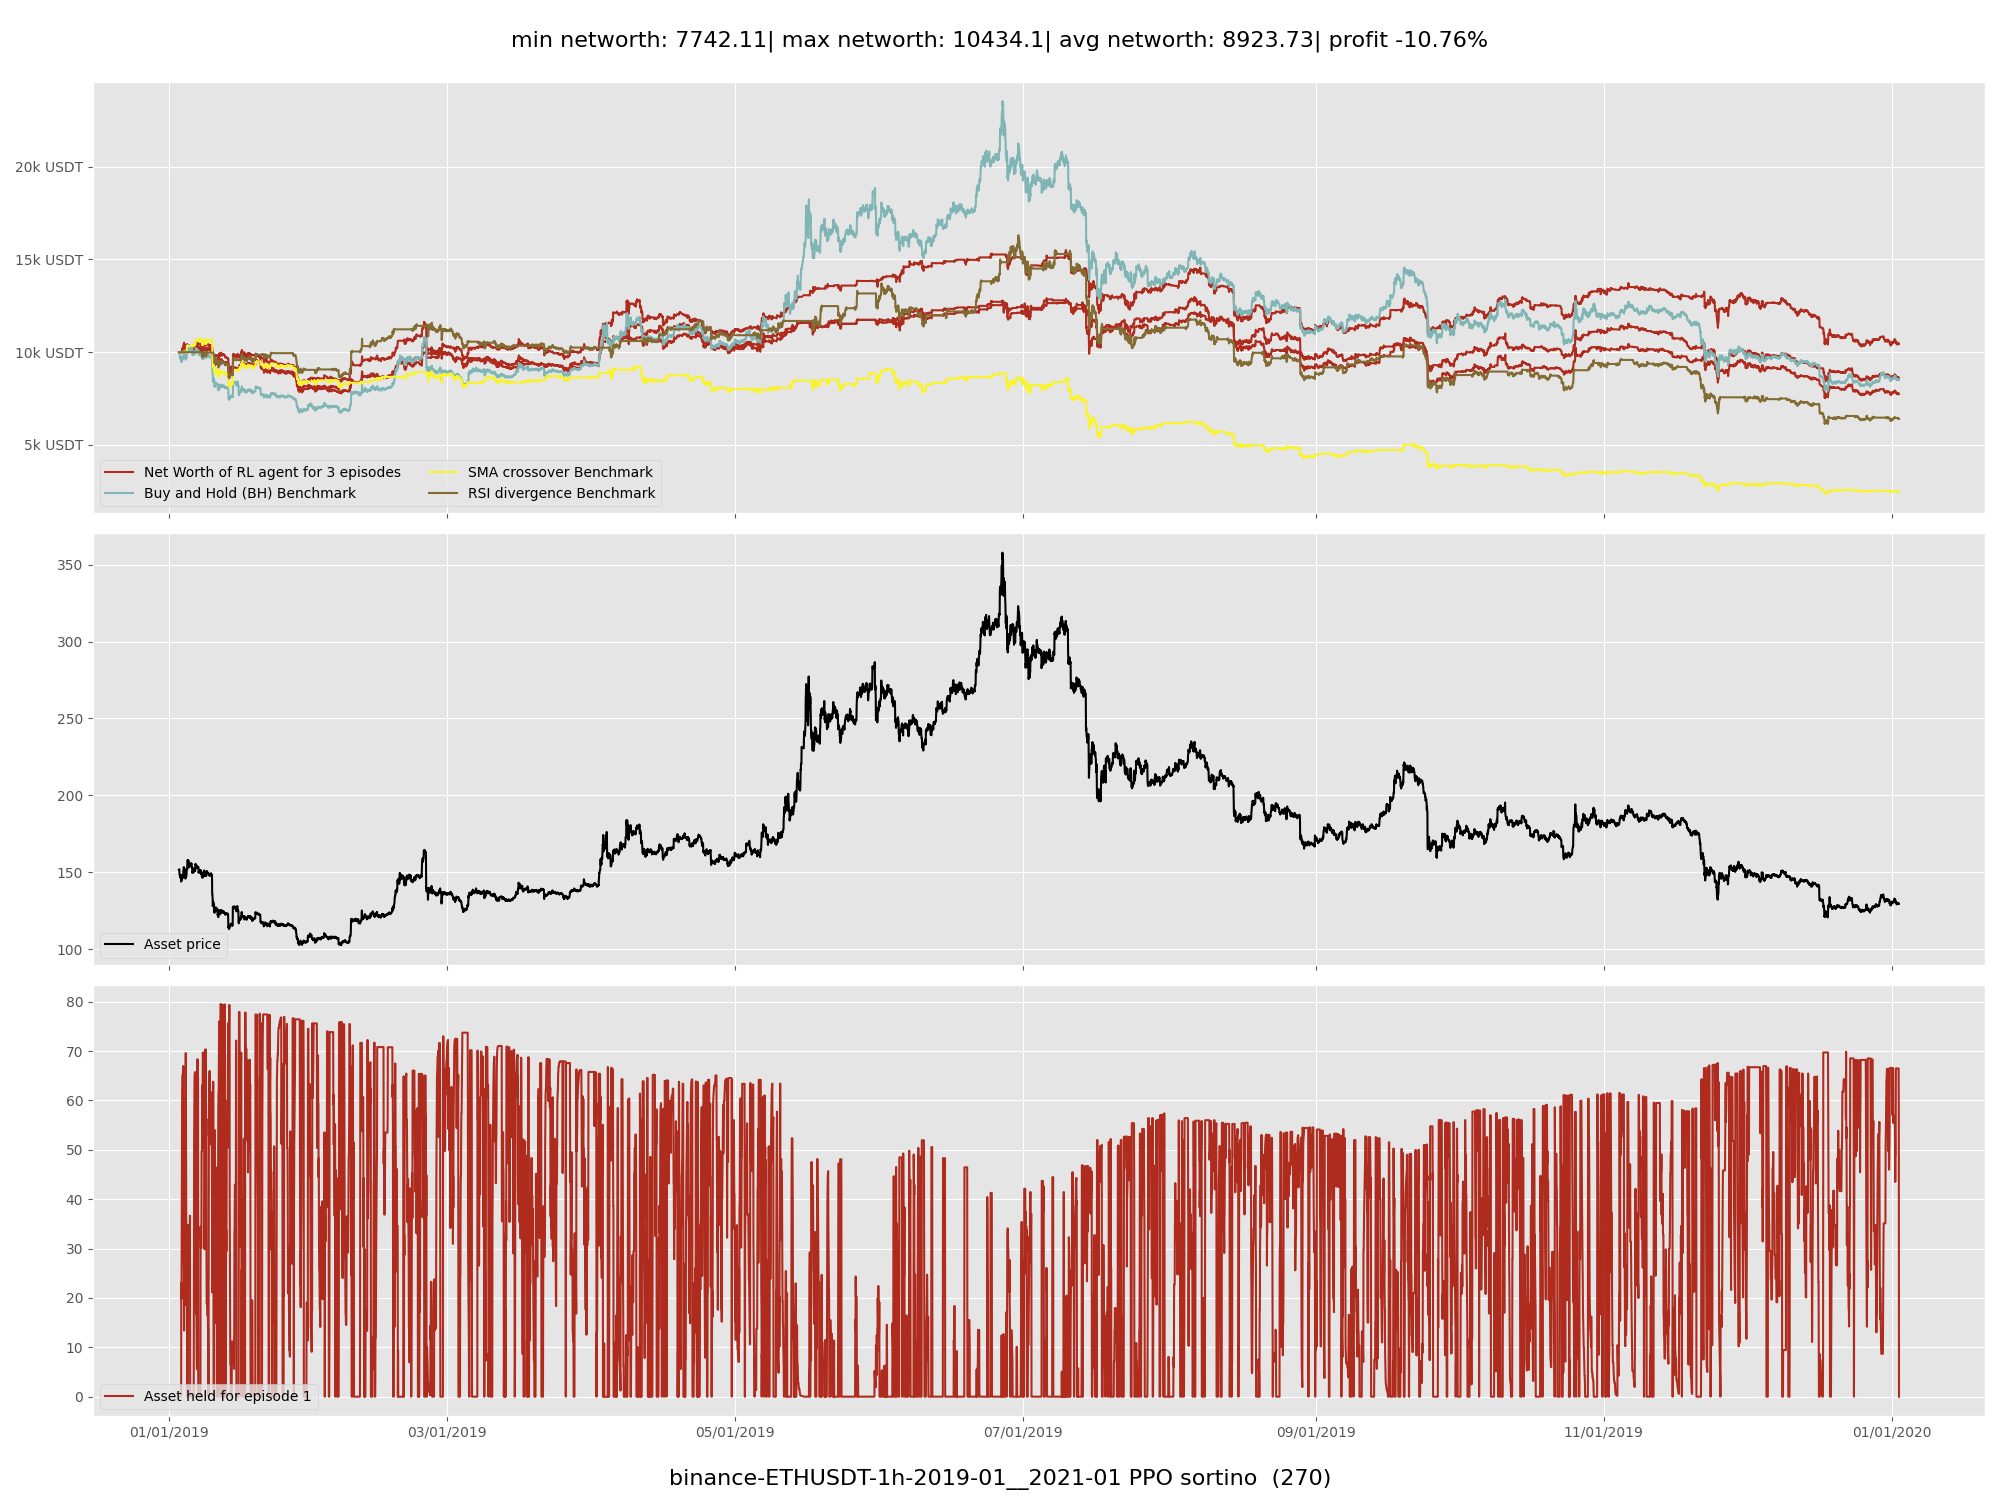 min networth: 7742.11| max networth: 10434.1| avg networth: 8923.73| profit -10.76%
20k USDT
15k USDT
10k USDT
5k USDT
Net Worth of RL agent for 3 episodes
Buy and Hold (BH) Benchmark
SMA crossover Benchmark
RSI divergence Benchmark
350
300
250
200
150
100
Asset price
80
70
60
50
40
30
20
10
0
Asset held for episode 1
01/01/2019 03/01/2019 05/01/2019 07/01/2019 09/01/2019 11/01/2019 01/01/2020
binance-ETHUSDT-1h-2019-01__2021-01 PPO sortino (270)